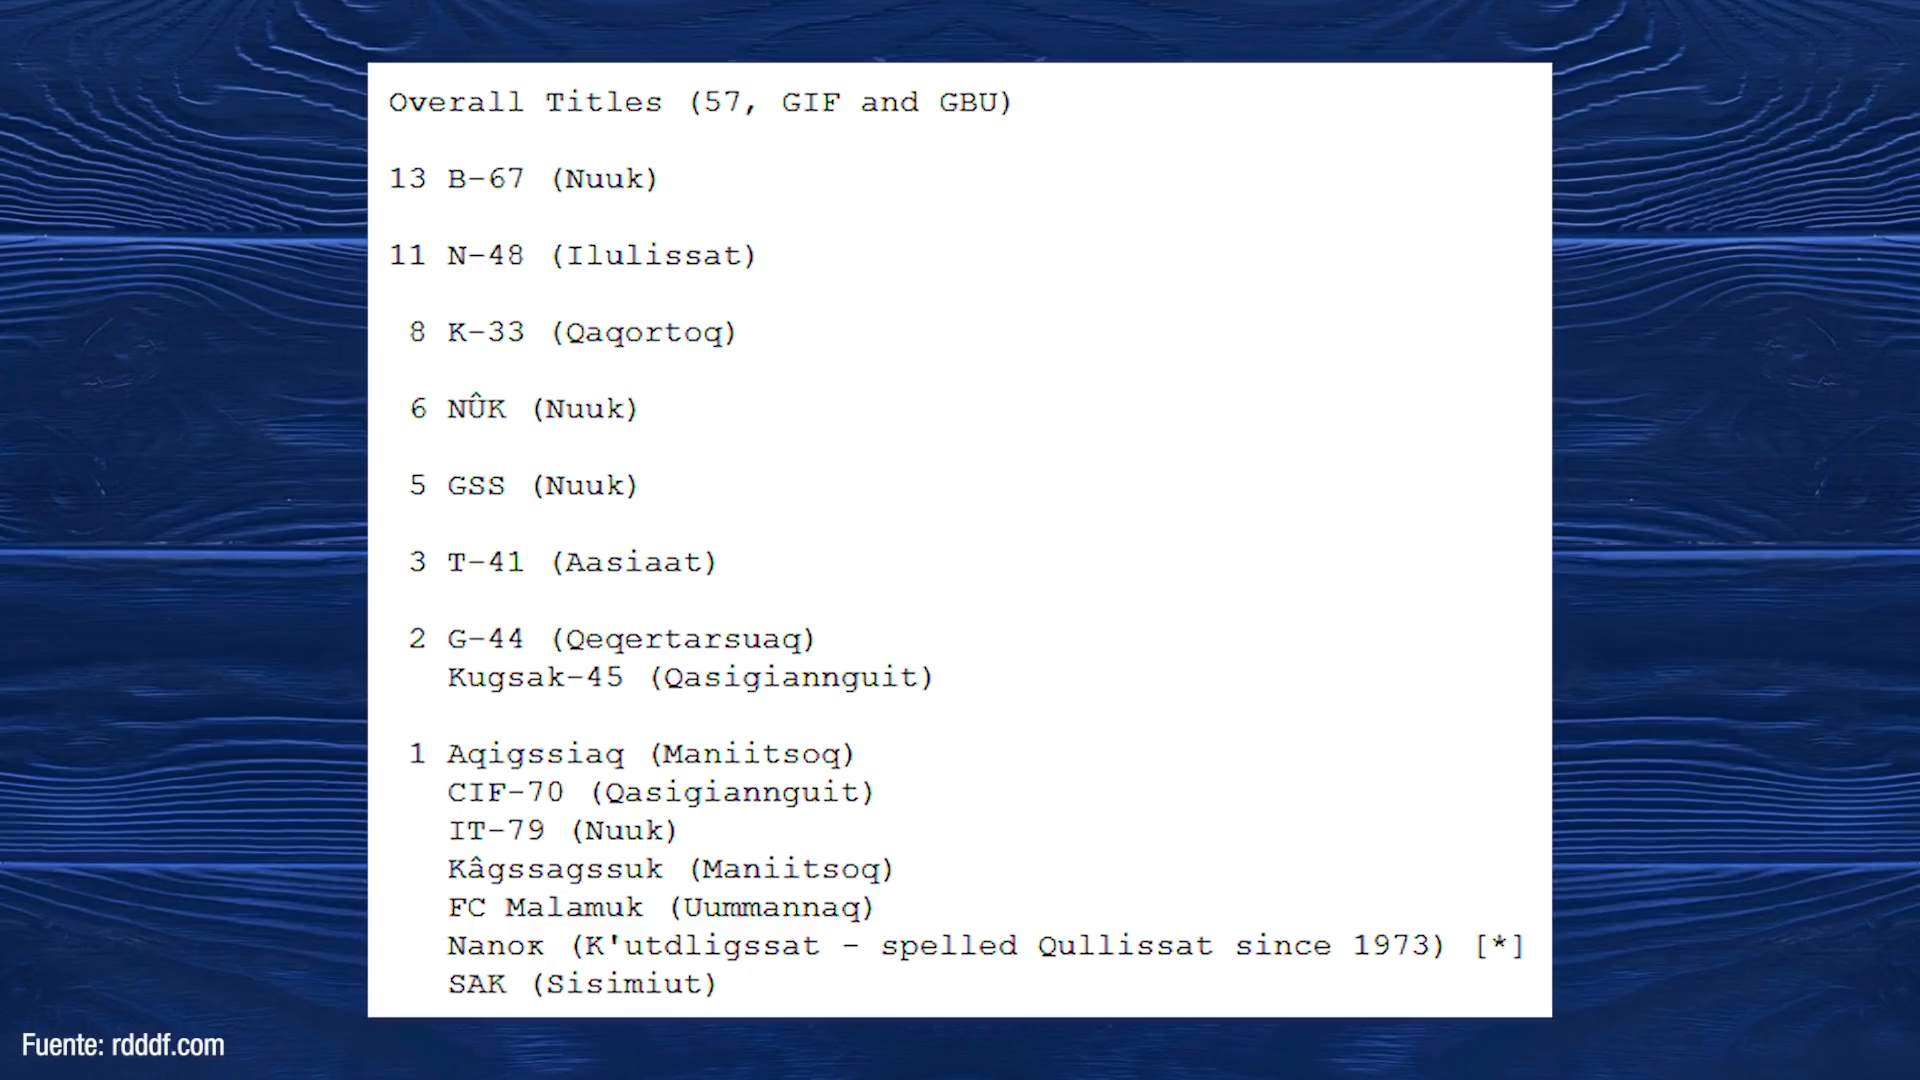 Overall Titles (57, GIF and GBU)
13 B-67 (Nuuk)
11 N-48 (Ilulissat)
8 K-33 (Qaqortoq)
6 NÛK (Nuuk)
5 GSS (Nuuk)
3 T-41 (Aasiaat)
2 G-44 (Qeqertarsuaq)
Kugsak-45 (Qasigiannguit)
1 Aqigssiaq (Maniitsoq)
CIF-70 (Qasigiannguit)
IT-79 (Nuuk)
Kâgssagssuk (Maniitsoq)
FC Malamuk (Uummannaq)
Nanoĸ (K'utdligssat - spelled Qullissat since 1973) [*]
SAK (Sisimiut)
Fuente: rdddf.com